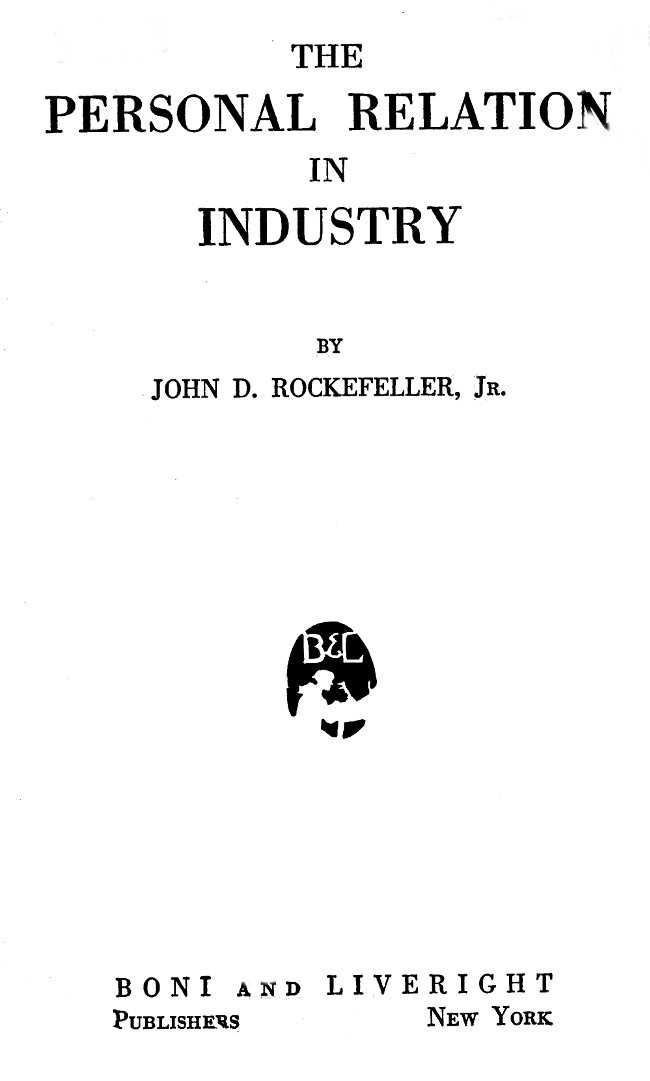 THE
PERSONAL RELATION
IN
INDUSTRY
BY
JOHN D. ROCKEFELLER, JR.
B&L
BONI AND LIVERIGHT
PUBLISHERS NEW YORK